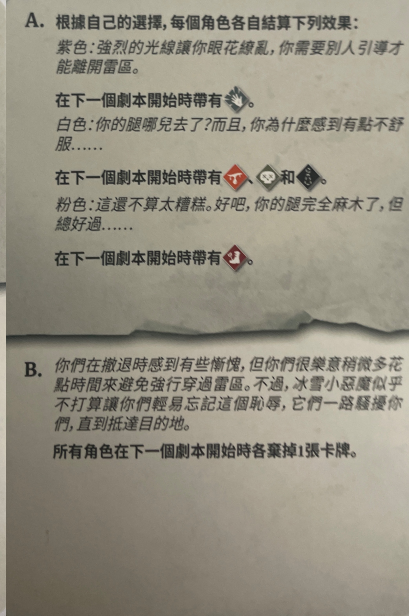 A. 根據自己的選擇,每個角色各自結算下列效果:
紫色:強烈的光線讓你眼花繚亂,你需要別人引導才
能離開雷區。
在下一個劇本開始時帶有。
白色:你的腿哪兒去了?而且,你為什麼感到有點不舒
服……
在下一個劇本開始時帶有、和。
粉色:這還不算太糟糕。好吧,你的腿完全麻木了,但
總好過……
在下一個劇本開始時帶有。
B. 你們在撤退時感到有些慚愧,但你們很樂意稍微多花
點時間來避免強行穿過雷區。不過,冰雪小惡魔似乎
不打算讓你們輕易忘記這個恥辱,它們一路騷擾你
們,直到抵達目的地。
所有角色在下一個劇本開始時各棄掉1張卡牌。